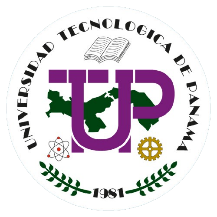 UNIVERSIDAD TECNOLOGICA DE PANAMA
UTP
1981